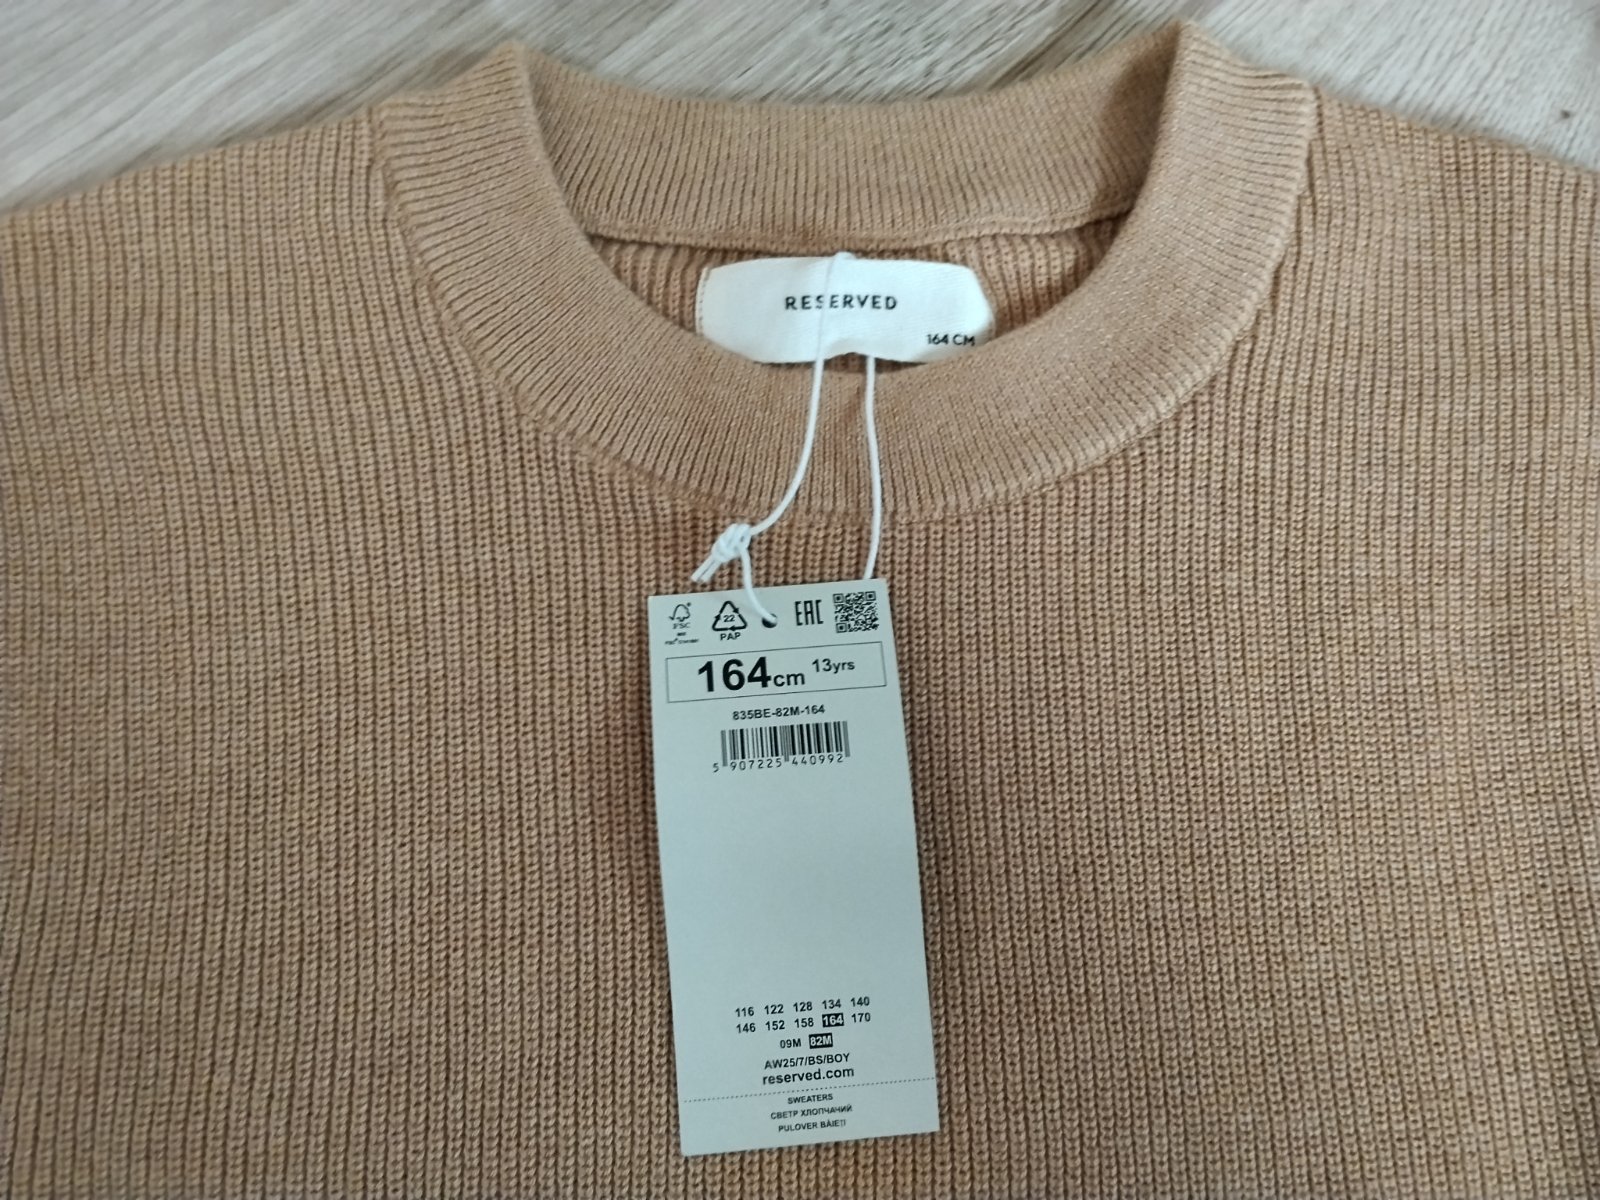 RESERVED
164 CM
FSC
22
PAP
EAC
164cm 13yrs
835BE-82M-164
5 907225 440992
116 122 128 134 140
146 152 158 164 170
09M 82M
AW25/7/BS/BOY
reserved.com
SWEATERS
СВЕТР ХЛОПЧАЧИЙ
PULOVER BĂIEȚI